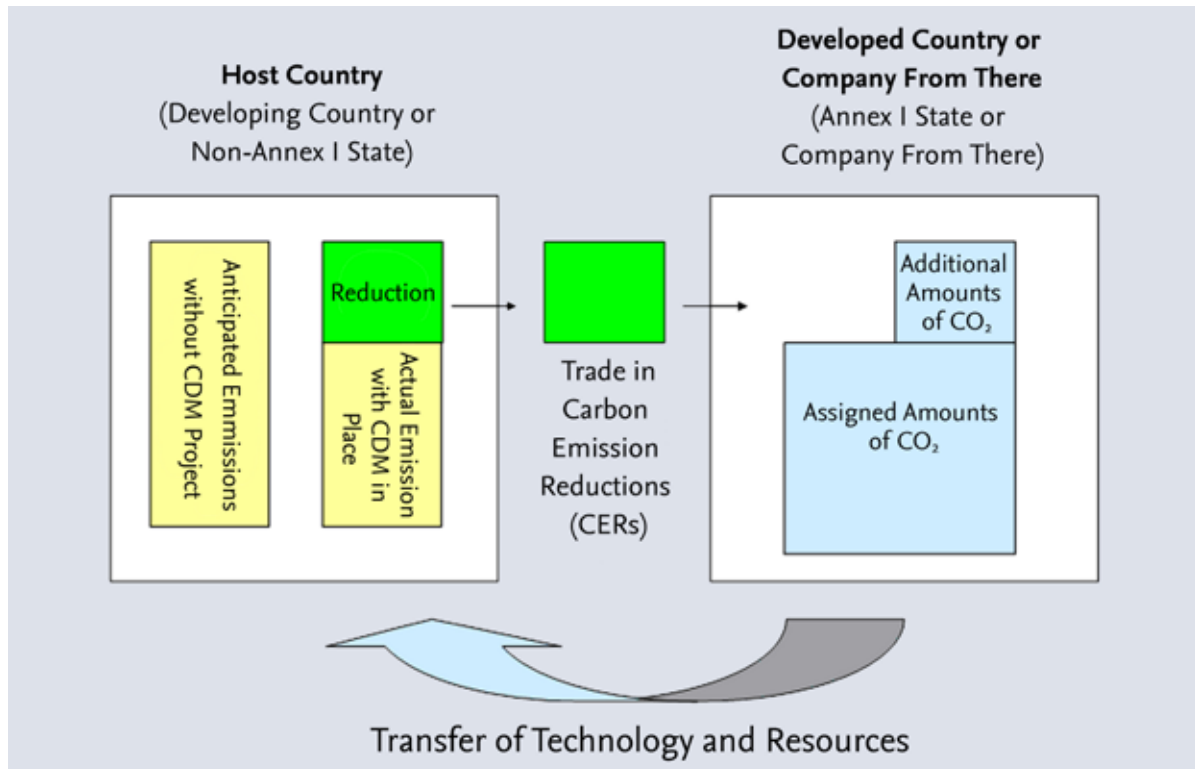 Host Country
(Developing Country or
Non-Annex I State)
Developed Country or
Company From There
(Annex I State or
Company From There)
Anticipated Emmissions
without CDM Project
Reduction
Actual Emission
with CDM in
Place
Trade in
Carbon
Emission
Reductions
(CERs)
Additional
Amounts
of CO₂
Assigned Amounts
of CO₂
Transfer of Technology and Resources